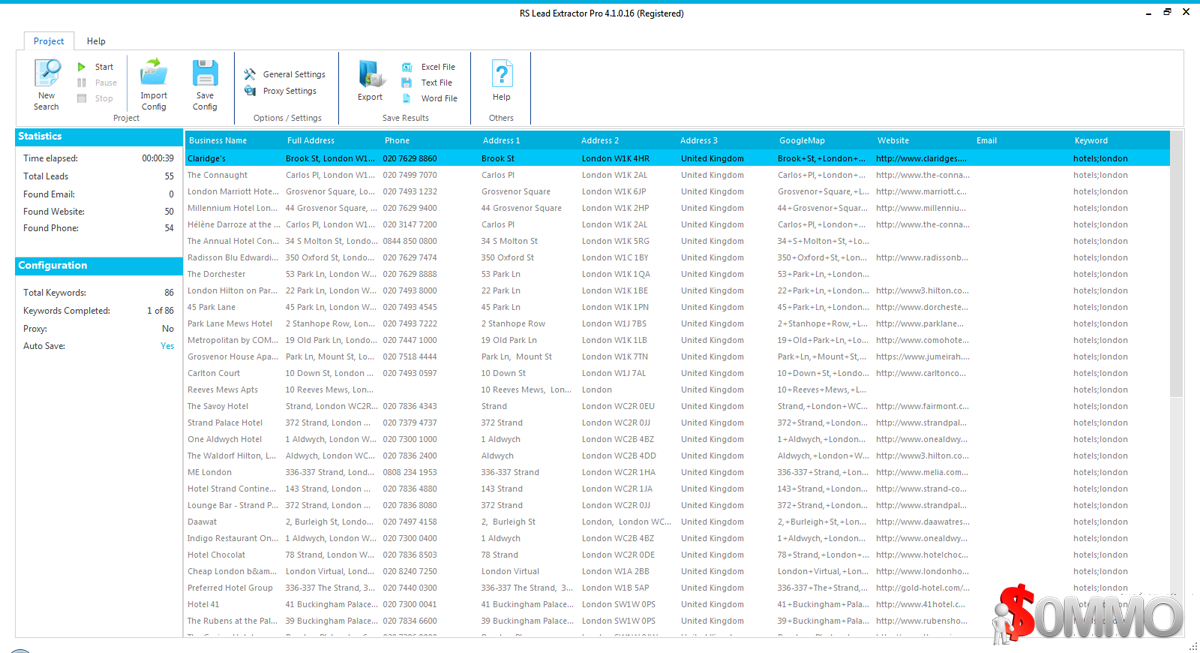 RS Lead Extractor Pro 4.1.0.16 (Registered)
Project Help
New Search
Start
Pause
Stop
Import Config
Save Config
Project
General Settings
Proxy Settings
Options / Settings
Export
Excel File
Text File
Word File
Save Results
Help
Others
Statistics
Time elapsed: 00:00:39
Total Leads 55
Found Email: 0
Found Website: 50
Found Phone: 54
Configuration
Total Keywords: 86
Keywords Completed: 1 of 86
Proxy: No
Auto Save: Yes
Business Name Full Address Phone Address 1 Address 2 Address 3 GoogleMap Website Email Keyword
Claridge's Brook St, London W1... 020 7629 8860 Brook St London W1K 4HR United Kingdom Brook+St,+London+... http://www.claridges.... hotels;london
The Connaught Carlos Pl, London W1... 020 7499 7070 Carlos Pl London W1K 2AL United Kingdom Carlos+Pl,+London+... http://www.the-conna... hotels;london
London Marriott Hote... Grosvenor Square, Lo... 020 7493 1232 Grosvenor Square London W1K 6JP United Kingdom Grosvenor+Square,+L... http://www.marriott.c... hotels;london
Millennium Hotel Lon... 44 Grosvenor Square, ... 020 7629 9400 44 Grosvenor Square London W1K 2HP United Kingdom 44+Grosvenor+Squar... http://www.millenniu... hotels;london
Hélène Darroze at the ... Carlos Pl, London W1... 020 3147 7200 Carlos Pl London W1K 2AL United Kingdom Carlos+Pl,+London+... http://www.the-conna... hotels;london
The Annual Hotel Con... 34 S Molton St, Londo... 0844 850 0800 34 S Molton St London W1K 5RG United Kingdom 34+S+Molton+St,+Lo... hotels;london
Radisson Blu Edwardi... 350 Oxford St, Londo... 020 7629 7474 350 Oxford St London W1C 1BY United Kingdom 350+Oxford+St,+Lon... http://www.radissonb... hotels;london
The Dorchester 53 Park Ln, London W... 020 7629 8888 53 Park Ln London W1K 1QA United Kingdom 53+Park+Ln,+London... hotels;london
London Hilton on Par... 22 Park Ln, London W... 020 7493 8000 22 Park Ln London W1K 1BE United Kingdom 22+Park+Ln,+London... http://www3.hilton.co... hotels;london
45 Park Lane 45 Park Ln, London W... 020 7493 4545 45 Park Ln London W1K 1PN United Kingdom 45+Park+Ln,+London... http://www.dorcheste... hotels;london
Park Lane Mews Hotel 2 Stanhope Row, Lon... 020 7493 7222 2 Stanhope Row London W1J 7BS United Kingdom 2+Stanhope+Row,+L... http://www.parklane... hotels;london
Metropolitan by COM... 19 Old Park Ln, London... 020 7447 1000 19 Old Park Ln London W1K 1LB United Kingdom 19+Old+Park+Ln,+Lo... http://www.comohote... hotels;london
Grosvenor House Apa... Park Ln, Mount St, Lo... 020 7518 4444 Park Ln, Mount St London W1K 7TN United Kingdom Park+Ln,+Mount+St,... https://www.jumeirah.... hotels;london
Carlton Court 10 Down St, London ... 020 7493 0597 10 Down St London W1J 7AL United Kingdom 10+Down+St,+Londo... http://www.carltonco... hotels;london
Reeves Mews Apts 10 Reeves Mews, Lon... 10 Reeves Mews, Lon... London United Kingdom 10+Reeves+Mews,+L... hotels;london
The Savoy Hotel Strand, London WC2R... 020 7836 4343 Strand London WC2R 0EU United Kingdom Strand,+London+WC... http://www.fairmont.c... hotels;london
Strand Palace Hotel 372 Strand, London ... 020 7379 4737 372 Strand London WC2R 0JJ United Kingdom 372+Strand,+London... http://www.strandpal... hotels;london
One Aldwych Hotel 1 Aldwych, London W... 020 7300 1000 1 Aldwych London WC2B 4BZ United Kingdom 1+Aldwych,+London... http://www.onealdwy... hotels;london
The Waldorf Hilton, L... Aldwych, London WC... 020 7836 2400 Aldwych London WC2B 4DD United Kingdom Aldwych,+London+W... http://www3.hilton.co... hotels;london
ME London 336-337 Strand, Lond... 0808 234 1953 336-337 Strand London WC2R 1HA United Kingdom 336-337+Strand,+Lon... http://www.melia.com... hotels;london
Hotel Strand Contine... 143 Strand, London ... 020 7836 4880 143 Strand London WC2R 1JA United Kingdom 143+Strand,+London... http://www.strand-co... hotels;london
Lounge Bar - Strand P... 372 Strand, London ... 020 7836 8080 372 Strand London WC2R 0JJ United Kingdom 372+Strand,+London... http://www.strandpal... hotels;london
Daawat 2, Burleigh St, Londo... 020 7497 4158 2, Burleigh St London, London WC... United Kingdom 2,+Burleigh+St,+Lon... http://www.daawatres... hotels;london
Indigo Restaurant On... 1 Aldwych, London W... 020 7300 0400 1 Aldwych London WC2B 4BZ United Kingdom 1+Aldwych,+London... http://www.onealdwy... hotels;london
Hotel Chocolat 78 Strand, London W... 020 7836 8503 78 Strand London WC2R 0DE United Kingdom 78+Strand,+London+... http://www.hotelchoc... hotels;london
Cheap London b&am... London Virtual, Lond... 020 8240 7250 London Virtual London W1A 2BB United Kingdom London+Virtual,+Lon... http://www.londonho... hotels;london
Preferred Hotel Group 336-337 The Strand, 3... 020 7440 0300 336-337 The Strand, 3... London W1B 5AP United Kingdom 336-337+The+Strand... http://gold-hotel.com/... hotels;london
Hotel 41 41 Buckingham Palace... 020 7300 0041 41 Buckingham Palace... London SW1W 0PS United Kingdom 41+Buckingham+Pala... http://www.41hotel.c... hotels;london
The Rubens at the Pal... 39 Buckingham Palace... 020 7834 6600 39 Buckingham Palace... London SW1W 0PS United Kingdom 39+Buckingham+Pala... http://www.rubensho... hotels;london
$OMMO